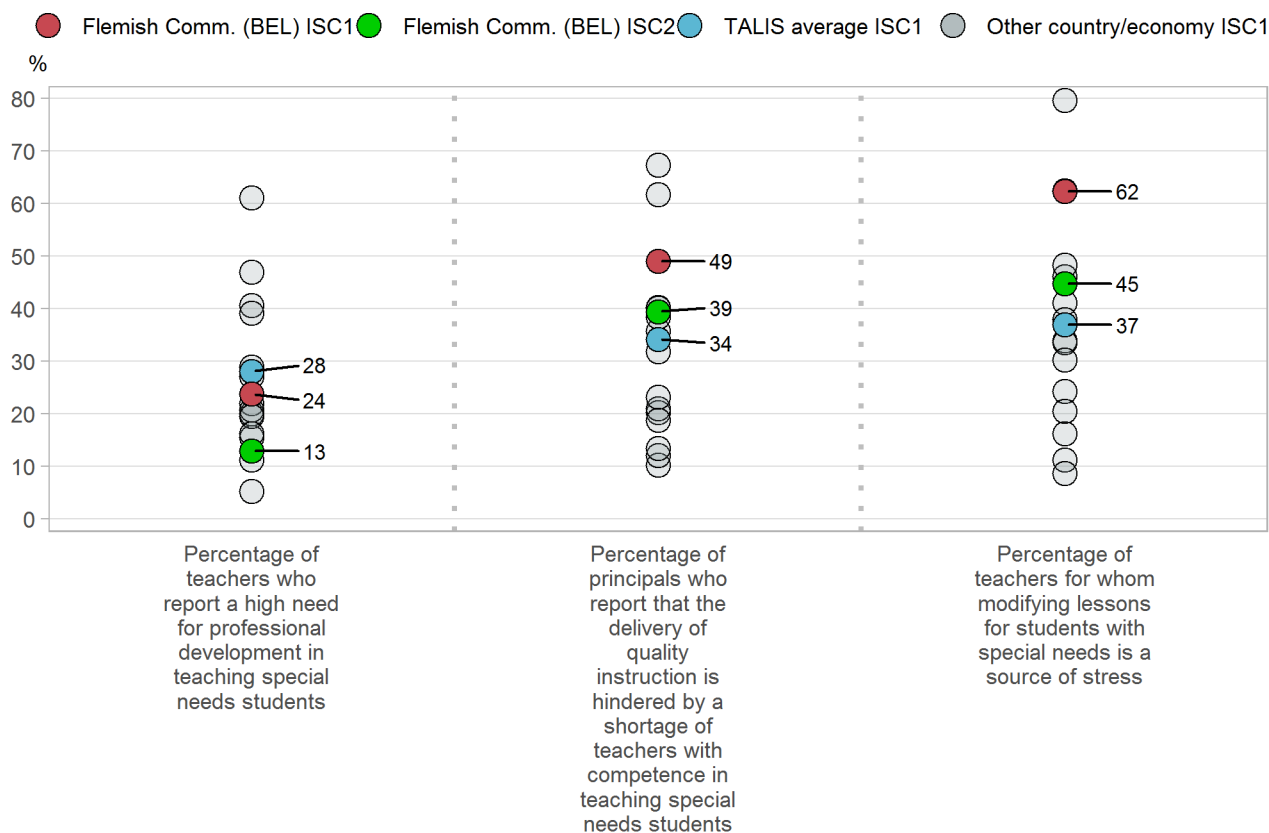 Flemish Comm. (BEL) ISC1 Flemish Comm. (BEL) ISC2 TALIS average ISC1 Other country/economy ISC1
%
80
70
60
50
40
30
20
10
0
28
24
13
49
39
34
62
45
37
Percentage of
teachers who
report a high need
for professional
development in
teaching special
needs students
Percentage of
principals who
report that the
delivery of
quality
instruction is
hindered by a
shortage of
teachers with
competence in
teaching special
needs students
Percentage of
teachers for whom
modifying lessons
for students with
special needs is a
source of stress